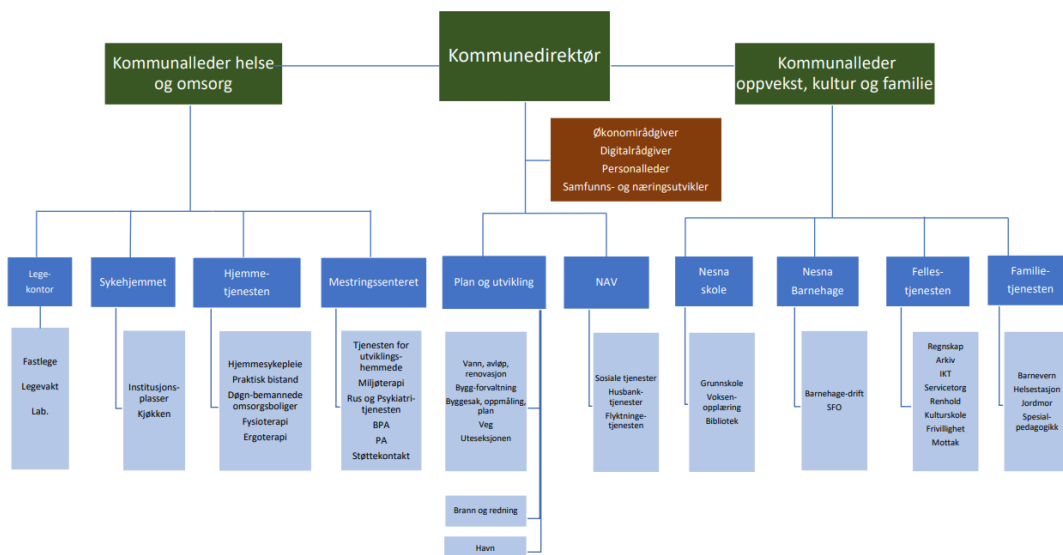 Kommunedirektør
Kommunalleder helse
og omsorg
Kommunalleder
oppvekst, kultur og familie
Økonomirådgiver
Digitalrådgiver
Personalleder
Samfunns- og næringsutvikler
Lege-
kontor
Sykehjemmet
Hjemme-
tjenesten
Mestringssenteret
Plan og utvikling
NAV
Nesna
skole
Nesna
Barnehage
Felles-
tjenesten
Familie-
tjenesten
Fastlege
Legevakt
Lab.
Institusjons-
plasser
Kjøkken
Hjemmesykepleie
Praktisk bistand
Døgn-bemannede
omsorgsboliger
Fysioterapi
Ergoterapi
Tjenesten for
utviklings-
hemmede
Miljøterapi
Rus og Psykiatri-
tjenesten
BPA
PA
Støttekontakt
Vann, avløp,
renovasjon
Bygg-forvaltning
Byggesak, oppmåling,
plan
Veg
Uteseksjonen
Brann og redning
Havn
Sosiale tjenester
Husbank-
tjenester
Flyktninge-
tjenesten
Grunnskole
Voksen-
opplæring
Bibliotek
Barnehage-drift
SFO
Regnskap
Arkiv
IKT
Servicetorg
Renhold
Kulturskole
Frivillighet
Mottak
Barnevern
Helsestasjon
Jordmor
Spesial-
pedagogikk